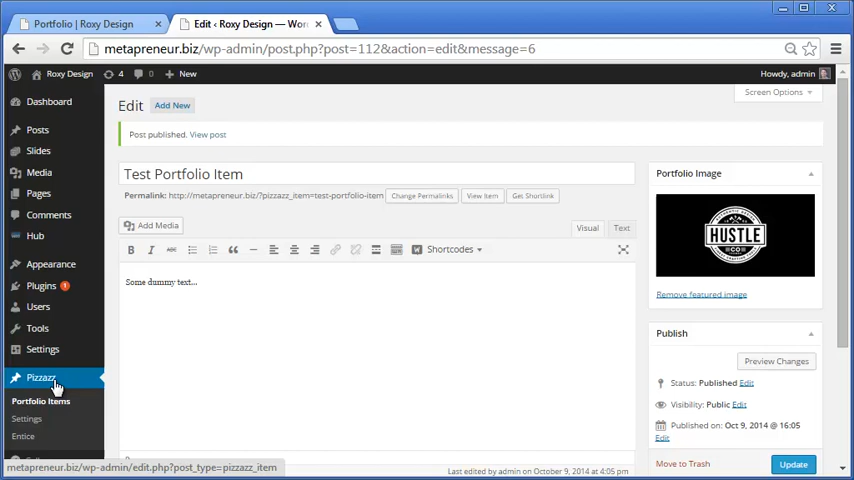 Portfolio | Roxy Design
Edit ‹ Roxy Design — Wor
metapreneur.biz/wp-admin/post.php?post=112&action=edit&message=6
Roxy Design
4
0
New
Howdy, admin
Screen Options
Dashboard
Posts
Slides
Media
Pages
Comments
Hub
Appearance
Plugins 1
Users
Tools
Settings
Pizzazz
Portfolio Items
Settings
Entice
Edit Add New
Post published. View post
Test Portfolio Item
Permalink: http://metapreneur.biz/?pizzazz_item=test-portfolio-item Change Permalinks View Item Get Shortlink
Add Media
Visual Text
B I ABC Shortcodes
Some dummy text...
Last edited by admin on October 9, 2014 at 4:05 pm
Portfolio Image
HUSTLE
CO
Remove featured image
Publish
Preview Changes
Status: Published Edit
Visibility: Public Edit
Published on: Oct 9, 2014 @ 16:05
Edit
Move to Trash
Update
metapreneur.biz/wp-admin/edit.php?post_type=pizzazz_item